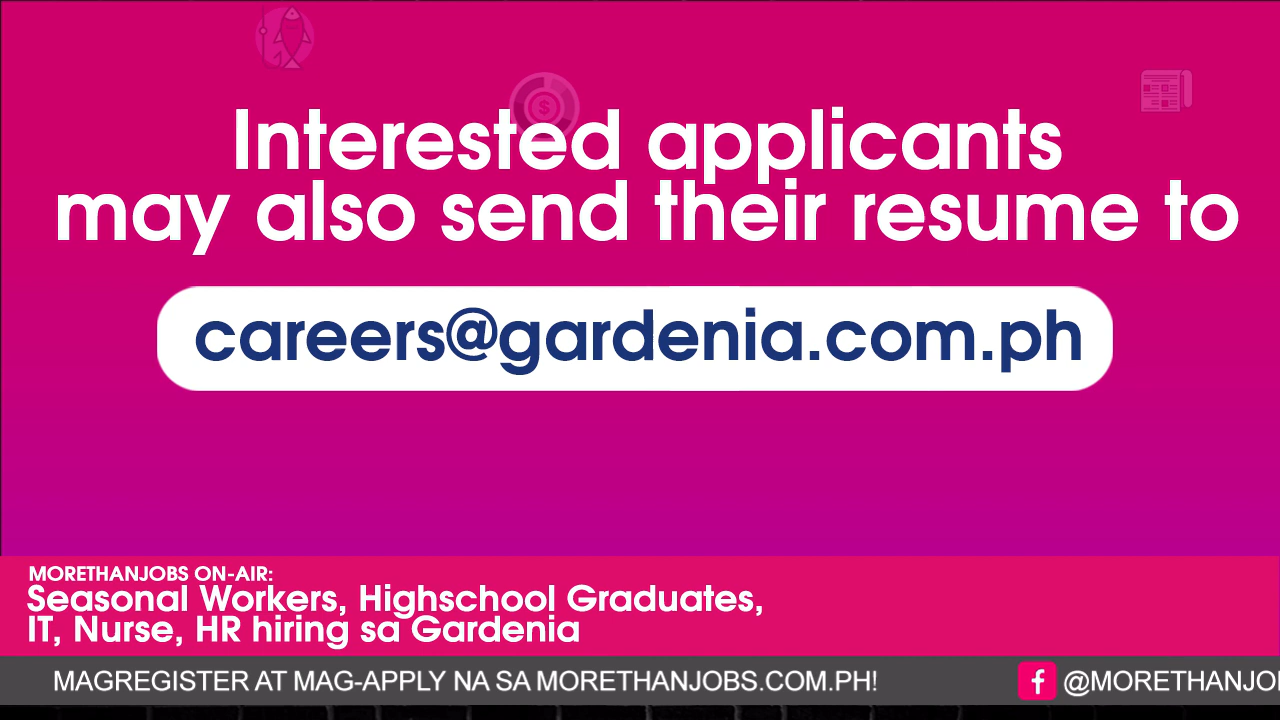 Interested applicants
may also send their resume to
careers@gardenia.com.ph
MORETHANJOBS ON-AIR:
Seasonal Workers, Highschool Graduates,
IT, Nurse, HR hiring sa Gardenia
MAGREGISTER AT MAG-APPLY NA SA MORETHANJOBS.COM.PH!